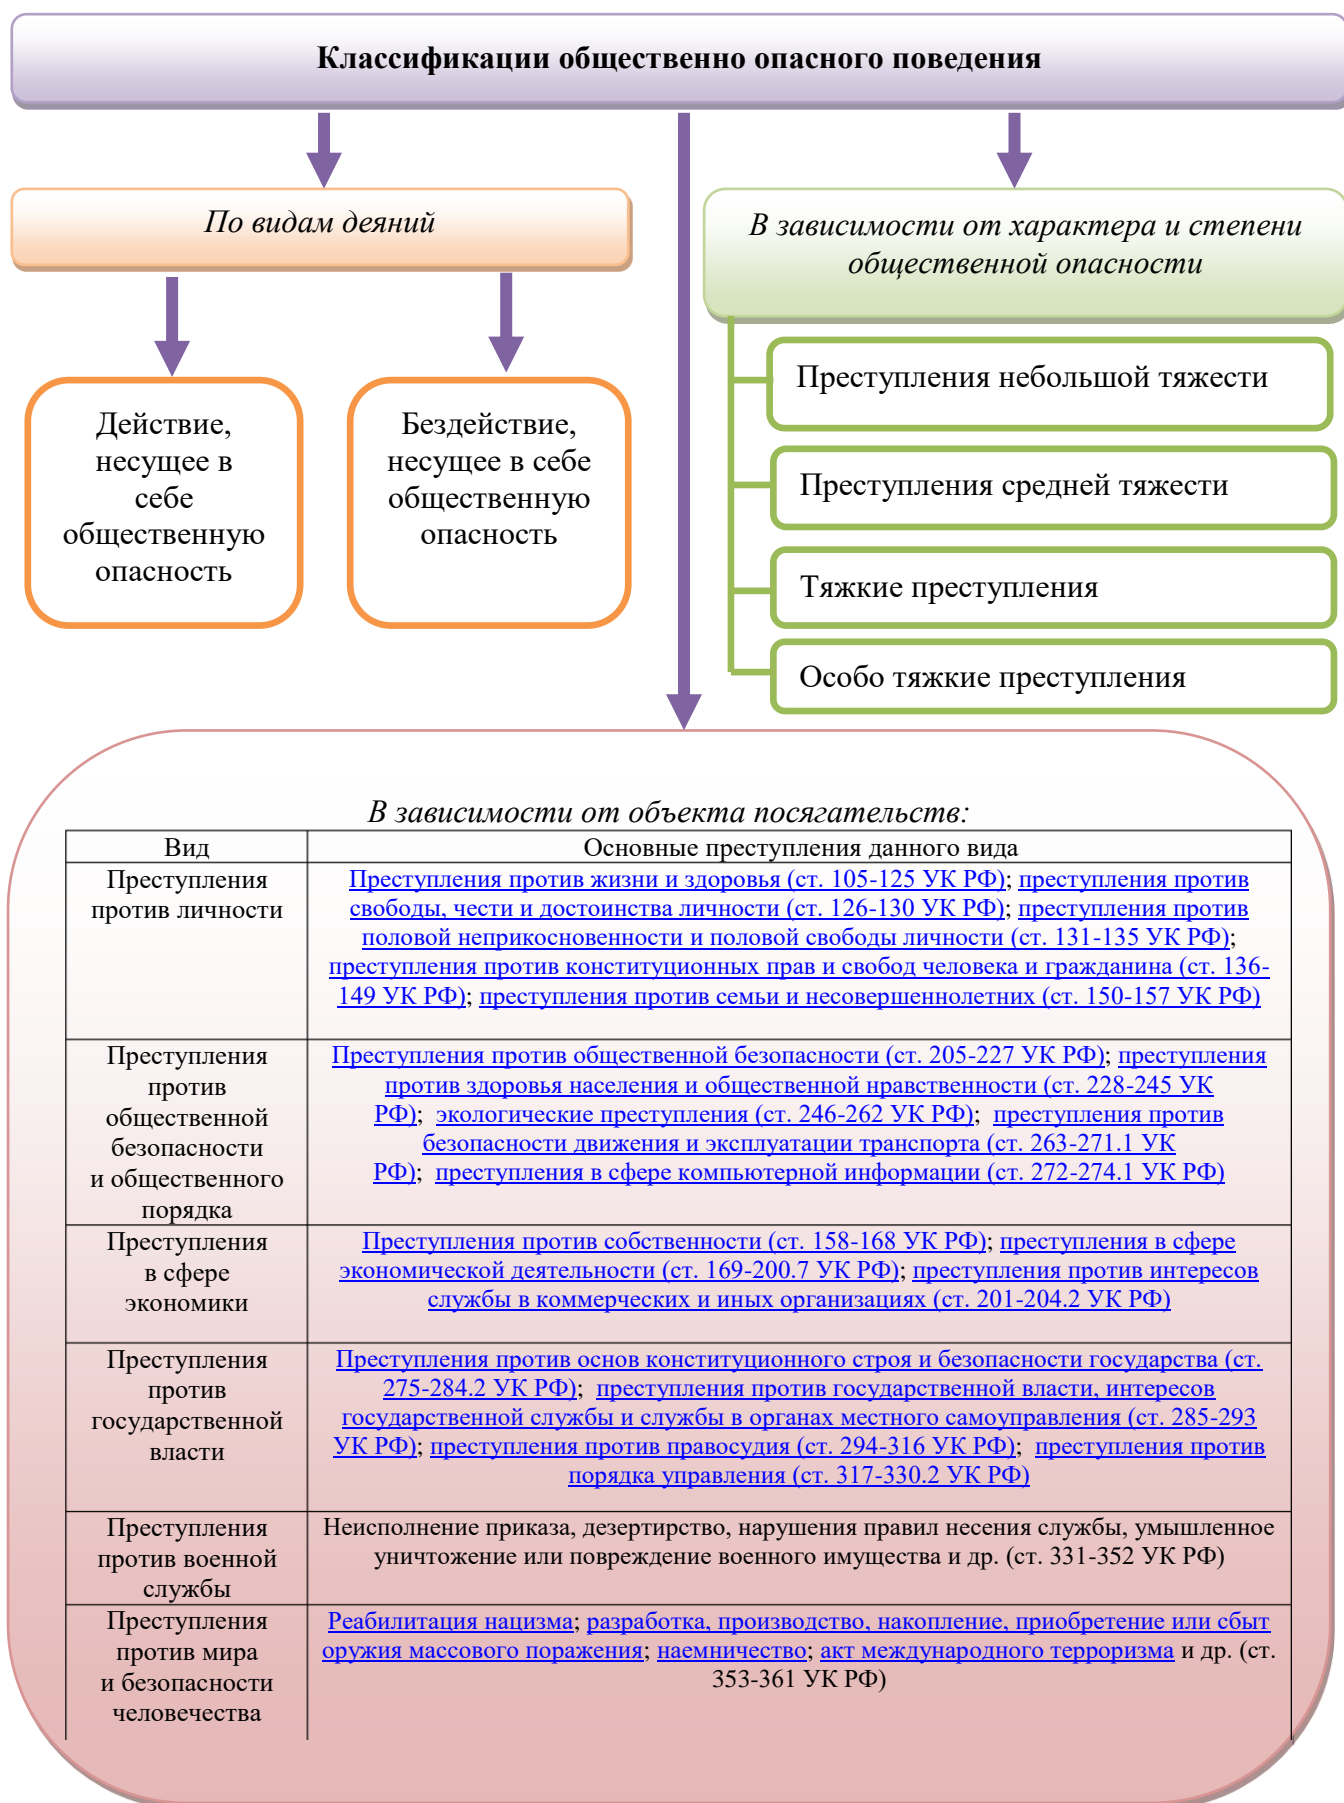 Классификации общественно опасного поведения
По видам деяний
Действие,
несущее в
себе
общественную
опасность
Бездействие,
несущее в себе
общественную
опасность
В зависимости от характера и степени
общественной опасности
Преступления небольшой тяжести
Преступления средней тяжести
Тяжкие преступления
Особо тяжкие преступления
В зависимости от объекта посягательств:
Вид
Основные преступления данного вида
Преступления
против личности
Преступления против жизни и здоровья (ст. 105-125 УК РФ); преступления против
свободы, чести и достоинства личности (ст. 126-130 УК РФ); преступления против
половой неприкосновенности и половой свободы личности (ст. 131-135 УК РФ);
преступления против конституционных прав и свобод человека и гражданина (ст. 136-
149 УК РФ); преступления против семьи и несовершеннолетних (ст. 150-157 УК РФ)
Преступления
против
общественной
безопасности
и общественного
порядка
Преступления против общественной безопасности (ст. 205-227 УК РФ); преступления
против здоровья населения и общественной нравственности (ст. 228-245 УК
РФ); экологические преступления (ст. 246-262 УК РФ); преступления против
безопасности движения и эксплуатации транспорта (ст. 263-271.1 УК
РФ); преступления в сфере компьютерной информации (ст. 272-274.1 УК РФ)
Преступления
в сфере
экономики
Преступления против собственности (ст. 158-168 УК РФ); преступления в сфере
экономической деятельности (ст. 169-200.7 УК РФ); преступления против интересов
службы в коммерческих и иных организациях (ст. 201-204.2 УК РФ)
Преступления
против
государственной
власти
Преступления против основ конституционного строя и безопасности государства (ст.
275-284.2 УК РФ); преступления против государственной власти, интересов
государственной службы и службы в органах местного самоуправления (ст. 285-293
УК РФ); преступления против правосудия (ст. 294-316 УК РФ); преступления против
порядка управления (ст. 317-330.2 УК РФ)
Преступления
против военной
службы
Неисполнение приказа, дезертирство, нарушения правил несения службы, умышленное
уничтожение или повреждение военного имущества и др. (ст. 331-352 УК РФ)
Преступления
против мира
и безопасности
человечества
Реабилитация нацизма; разработка, производство, накопление, приобретение или сбыт
оружия массового поражения; наемничество; акт международного терроризма и др. (ст.
353-361 УК РФ)